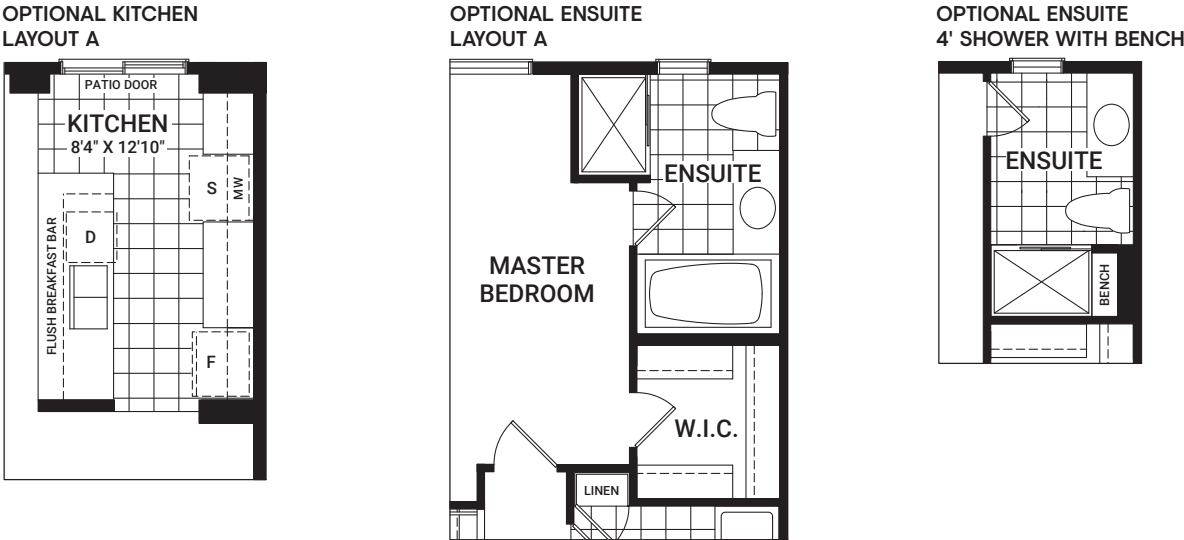 OPTIONAL KITCHEN
LAYOUT A
PATIO DOOR
KITCHEN
8'4" X 12'10"
S
MW
D
FLUSH BREAKFAST BAR
F
OPTIONAL ENSUITE
LAYOUT A
ENSUITE
MASTER
BEDROOM
W.I.C.
LINEN
OPTIONAL ENSUITE
4' SHOWER WITH BENCH
ENSUITE
BENCH